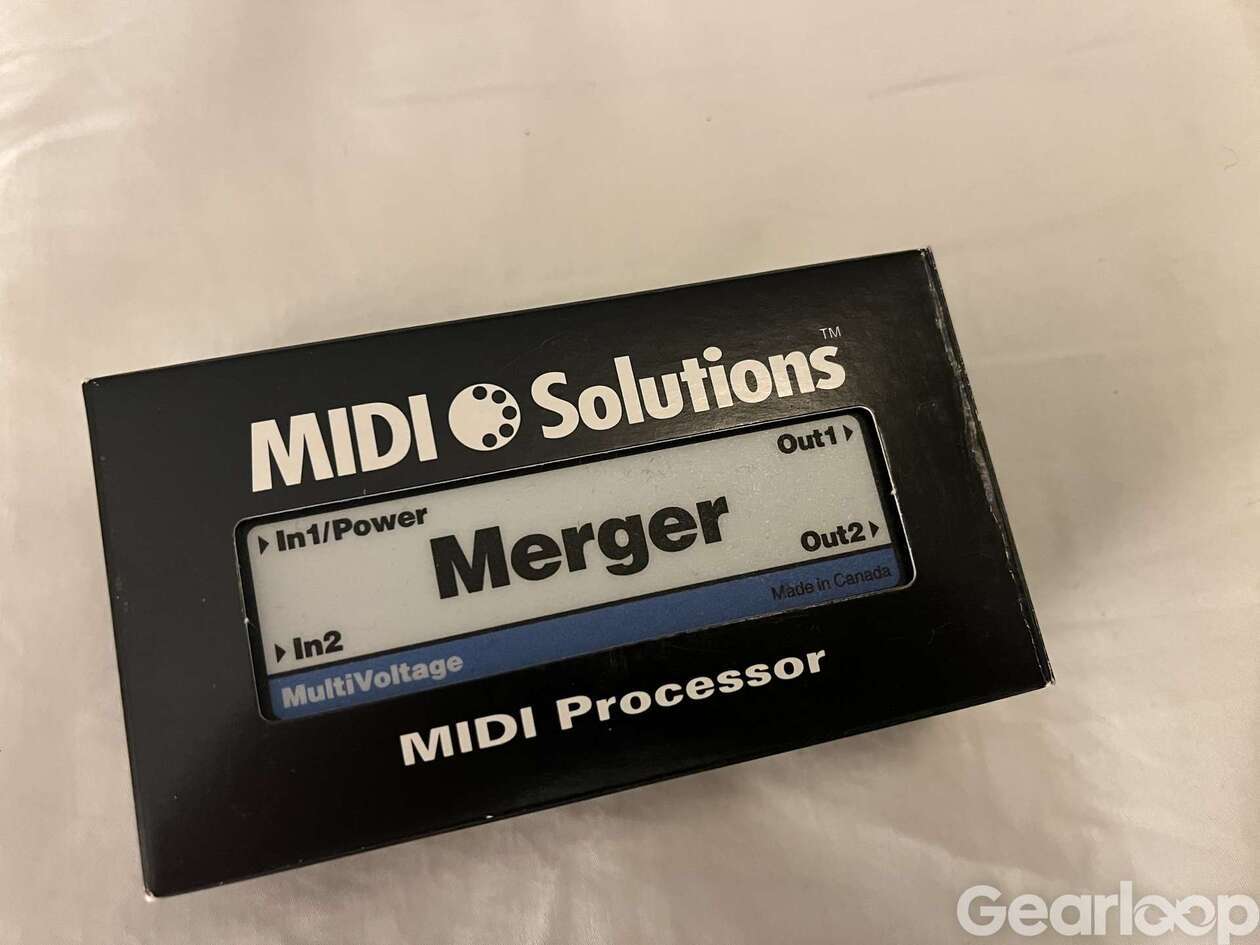 MIDI Solutions™
In1/Power
Out1
Merger
Out2
In2
Made in Canada
MultiVoltage
MIDI Processor
Gearloop